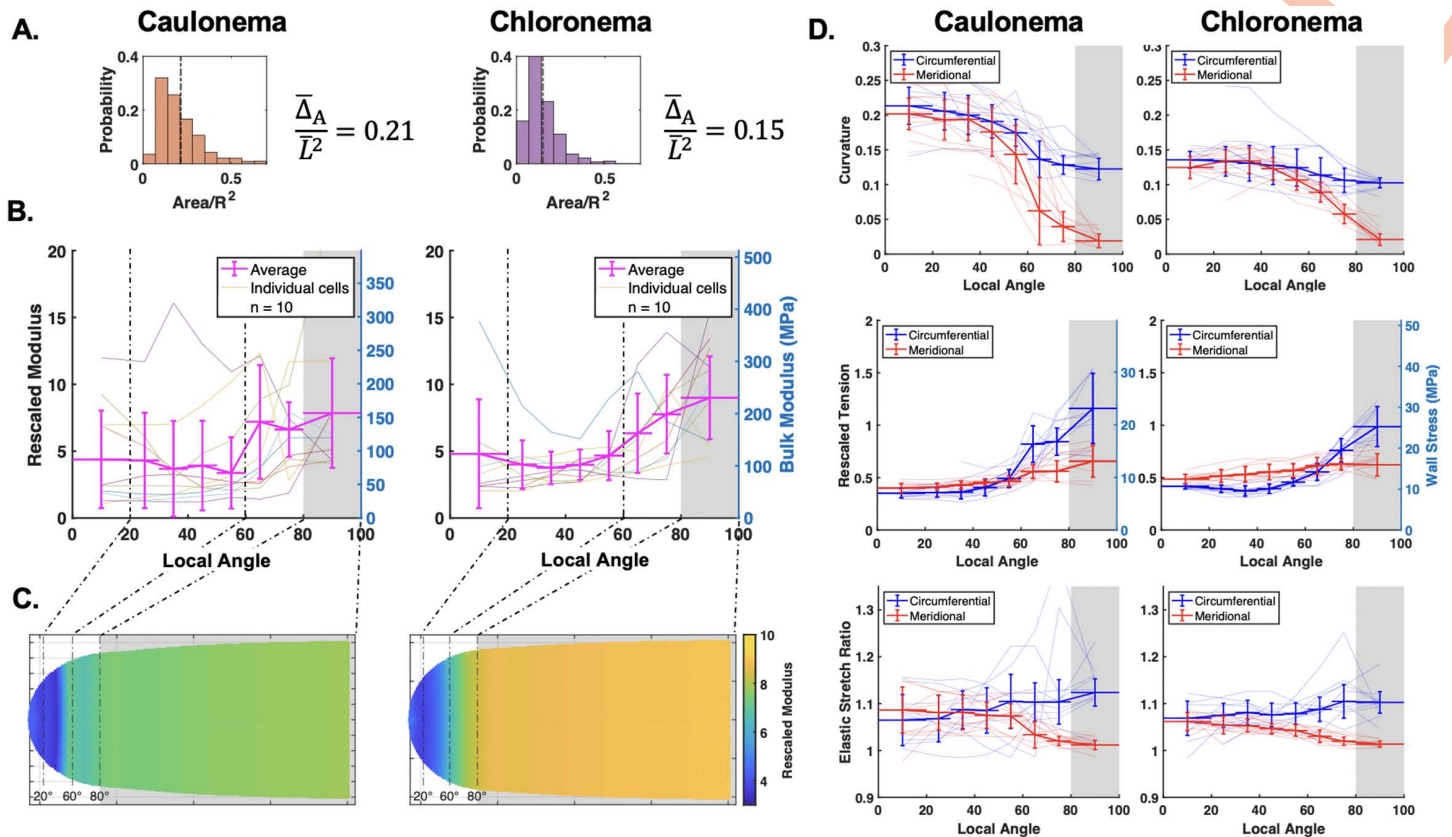 A.
Caulonema
Chloronema
0.4
0.2
0
Probability
0
0.5
Area/R²
Δ̅_A / L̅² = 0.21
0.4
0.2
0
Probability
0
0.5
Area/R²
Δ̅_A / L̅² = 0.15
B.
20
15
10
5
0
Rescaled Modulus
Average
Individual cells
n = 10
350
300
250
200
150
100
50
0
0 20 40 60 80 100
Local Angle
20
15
10
5
0
Average
Individual cells
n = 10
500
400
300
200
100
0
Bulk Modulus (MPa)
0 20 40 60 80 100
Local Angle
C.
20° 60° 80°
20° 60° 80°
10
8
6
4
Rescaled Modulus
D.
Caulonema
Chloronema
0.3
0.25
0.2
0.15
0.1
0.05
0
Curvature
Circumferential
Meridional
0 20 40 60 80 100
Local Angle
0.3
0.25
0.2
0.15
0.1
0.05
0
Circumferential
Meridional
0 20 40 60 80 100
Local Angle
2
1.5
1
0.5
0
Rescaled Tension
Circumferential
Meridional
30
20
10
0
0 20 40 60 80 100
Local Angle
2
1.5
1
0.5
0
Circumferential
Meridional
50
40
30
20
10
0
Wall Stress (MPa)
0 20 40 60 80 100
Local Angle
1.3
1.2
1.1
1
0.9
Elastic Stretch Ratio
Circumferential
Meridional
0 20 40 60 80 100
Local Angle
1.3
1.2
1.1
1
0.9
Circumferential
Meridional
0 20 40 60 80 100
Local Angle